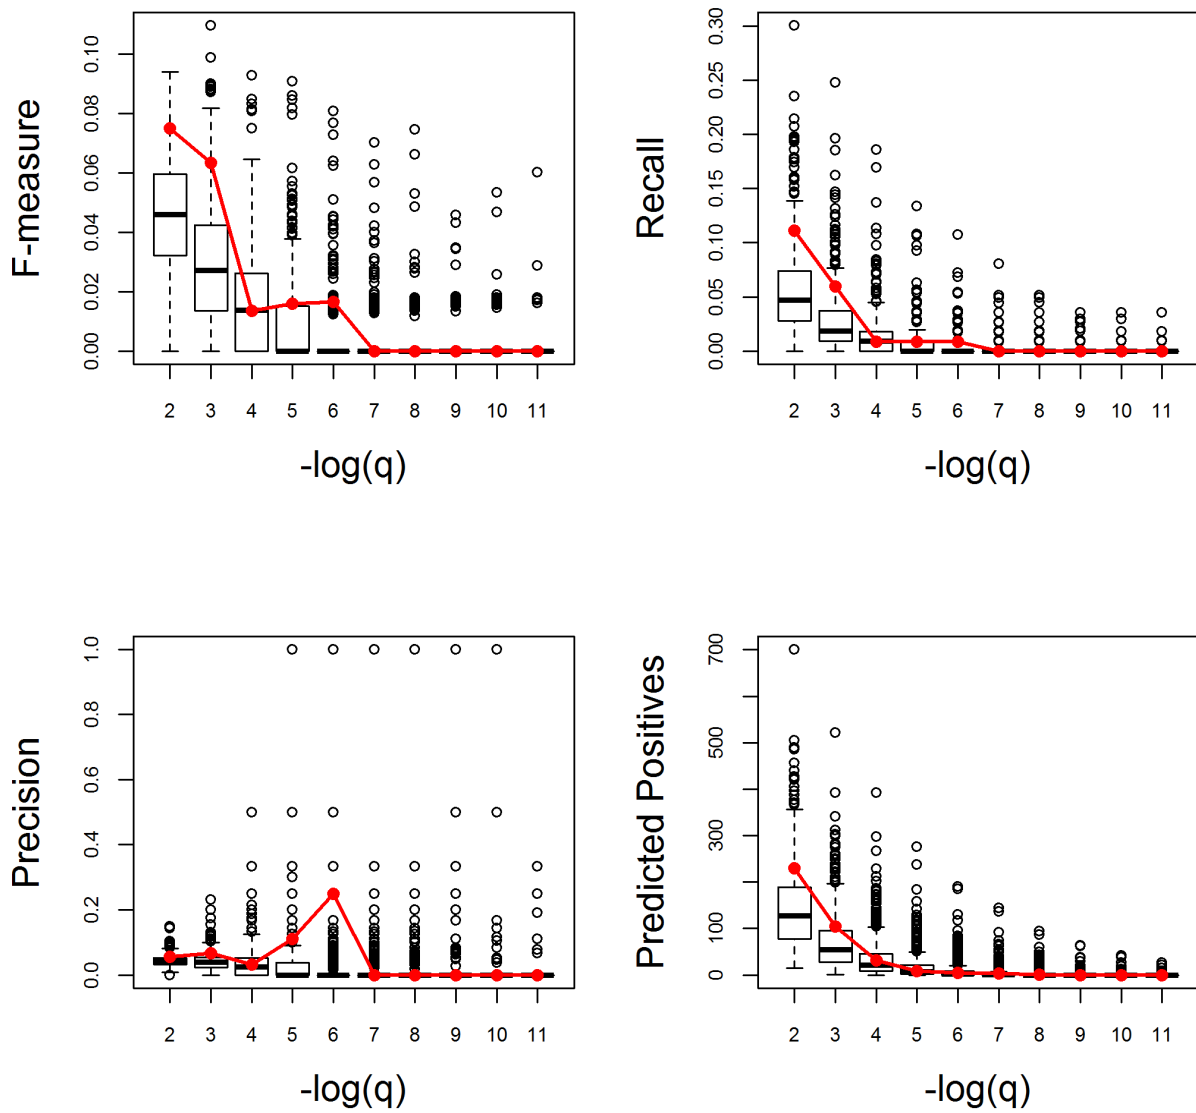 F-measure
0.00 0.02 0.04 0.06 0.08 0.10
2 3 4 5 6 7 8 9 10 11
-log(q)
Recall
0.00 0.05 0.10 0.15 0.20 0.25 0.30
2 3 4 5 6 7 8 9 10 11
-log(q)
Precision
0.0 0.2 0.4 0.6 0.8 1.0
2 3 4 5 6 7 8 9 10 11
-log(q)
Predicted Positives
0 100 300 500 700
2 3 4 5 6 7 8 9 10 11
-log(q)